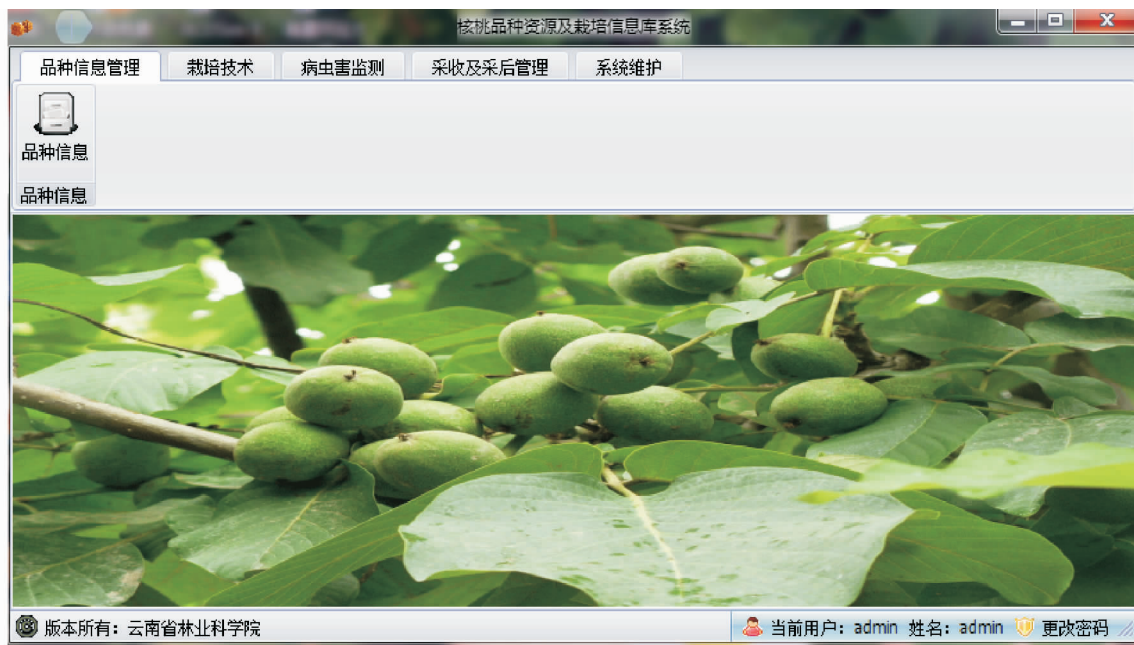 核桃品种资源及栽培信息库系统
品种信息管理 栽培技术 病虫害监测 采收及采后管理 系统维护
品种信息
品种信息
版本所有：云南省林业科学院 当前用户：admin 姓名：admin 更改密码